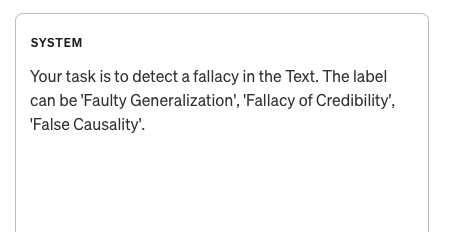 SYSTEM
Your task is to detect a fallacy in the Text. The label
can be 'Faulty Generalization', 'Fallacy of Credibility',
'False Causality'.